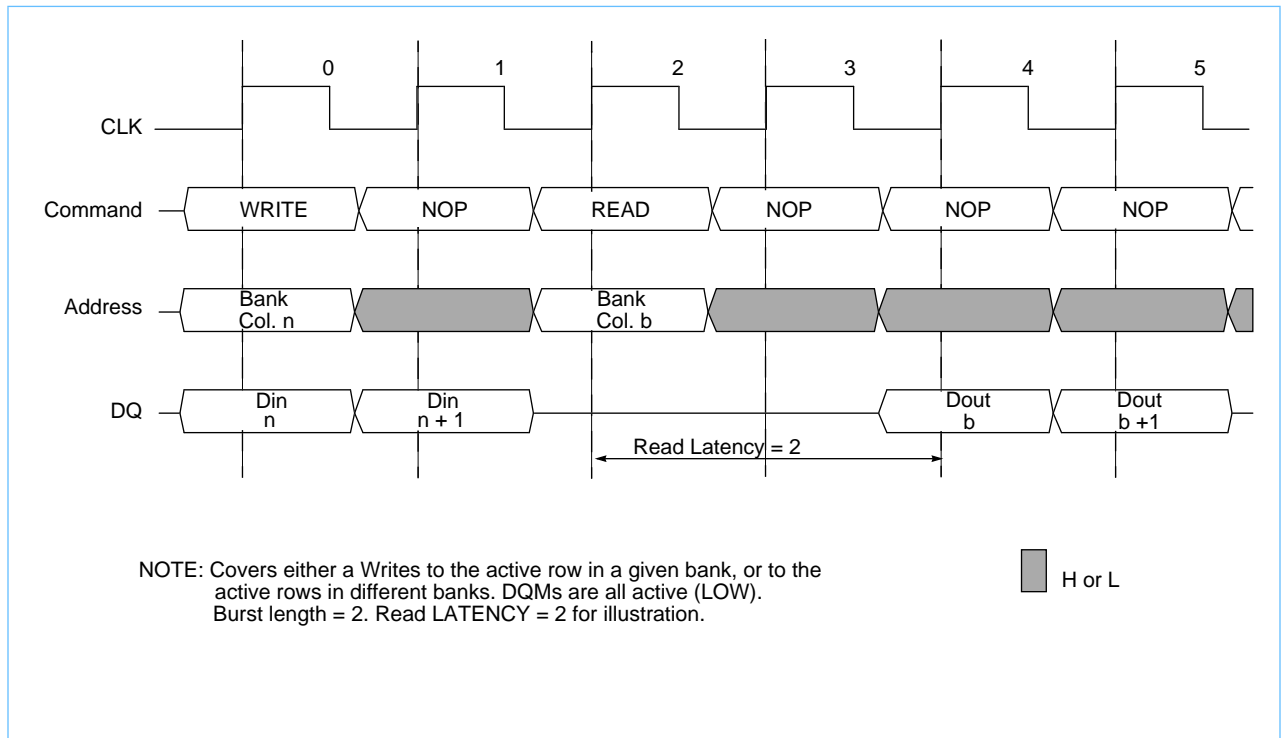 0 1 2 3 4 5
CLK
Command WRITE NOP READ NOP NOP NOP
Address Bank Col. n Bank Col. b
DQ Din n Din n + 1 Dout b Dout b +1
Read Latency = 2
NOTE: Covers either a Writes to the active row in a given bank, or to the
active rows in different banks. DQMs are all active (LOW).
Burst length = 2. Read LATENCY = 2 for illustration.
H or L